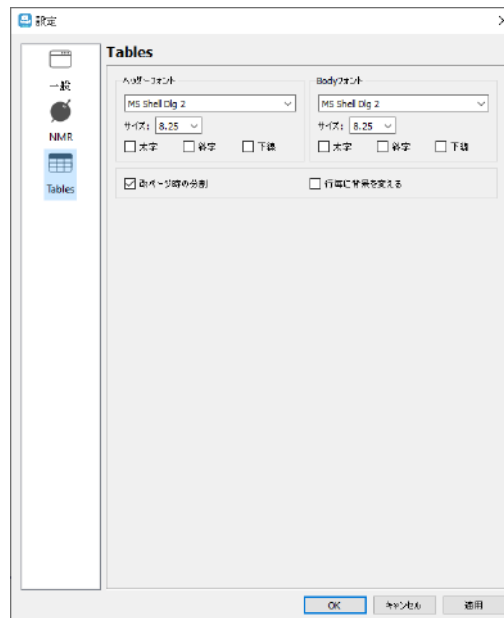 設定
一般
NMR
Tables
Tables
ヘッダーフォント
MS Shell Dlg 2
サイズ: 8.25
太字 斜字 下線
Bodyフォント
MS Shell Dlg 2
サイズ: 8.25
太字 斜字 下線
改ページ時の分割
行毎に背景を変える
OK キャンセル 適用